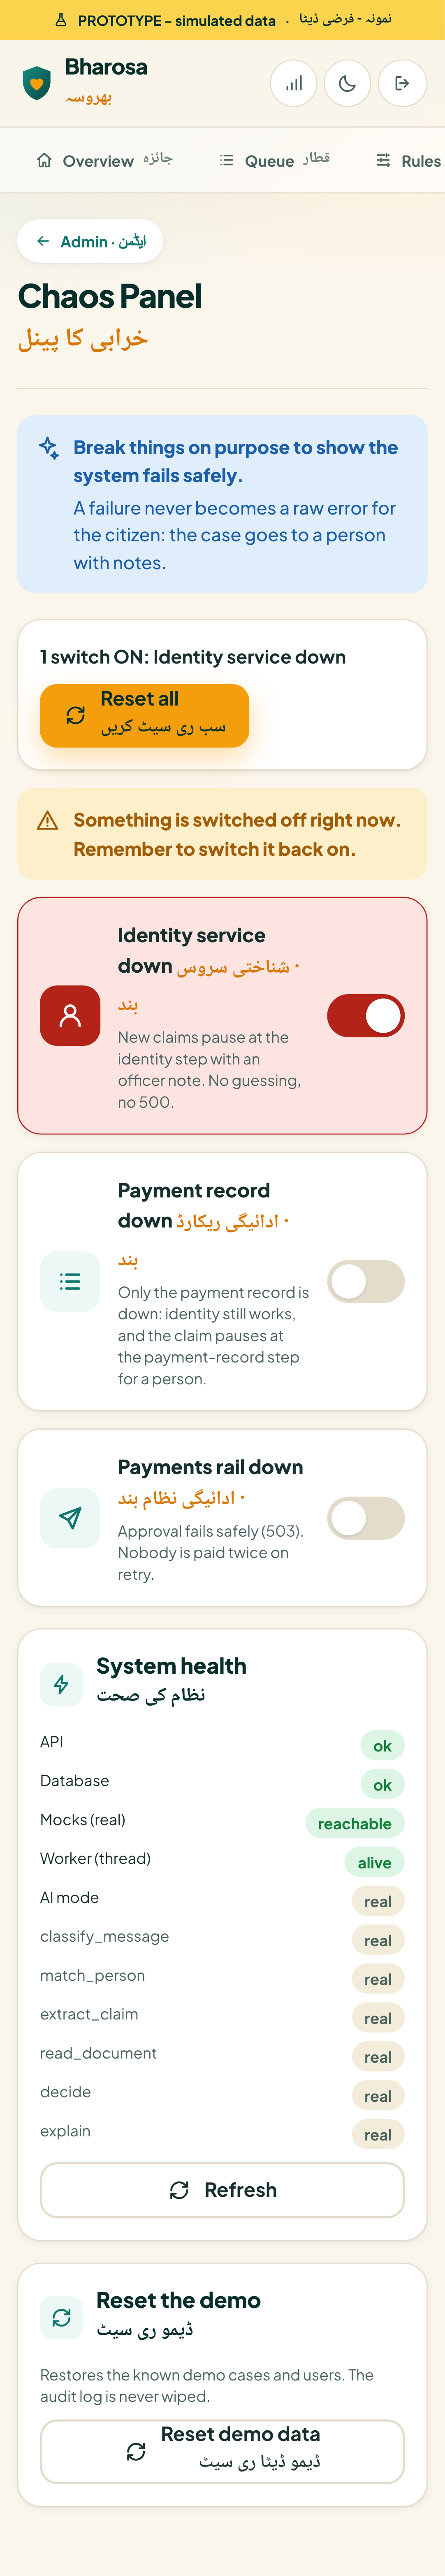 PROTOTYPE – simulated data · نمونہ - فرضی ڈیٹا
Bharosa
بھروسہ
Overview جائزہ Queue قطار Rules
Admin · ایڈمن
Chaos Panel
خرابی کا پینل
Break things on purpose to show the
system fails safely.
A failure never becomes a raw error for
the citizen: the case goes to a person
with notes.
1 switch ON: Identity service down
Reset all
سب ری سیٹ کریں
Something is switched off right now.
Remember to switch it back on.
Identity service
down · شناختی سروس
بند
New claims pause at the
identity step with an
officer note. No guessing,
no 500.
Payment record
down · ادائیگی ریکارڈ
بند
Only the payment record is
down: identity still works,
and the claim pauses at
the payment-record step
for a person.
Payments rail down
· ادائیگی نظام بند
Approval fails safely (503).
Nobody is paid twice on
retry.
System health
نظام کی صحت
API ok
Database ok
Mocks (real) reachable
Worker (thread) alive
AI mode real
classify_message real
match_person real
extract_claim real
read_document real
decide real
explain real
Refresh
Reset the demo
ڈیمو ری سیٹ
Restores the known demo cases and users. The
audit log is never wiped.
Reset demo data
ڈیمو ڈیٹا ری سیٹ